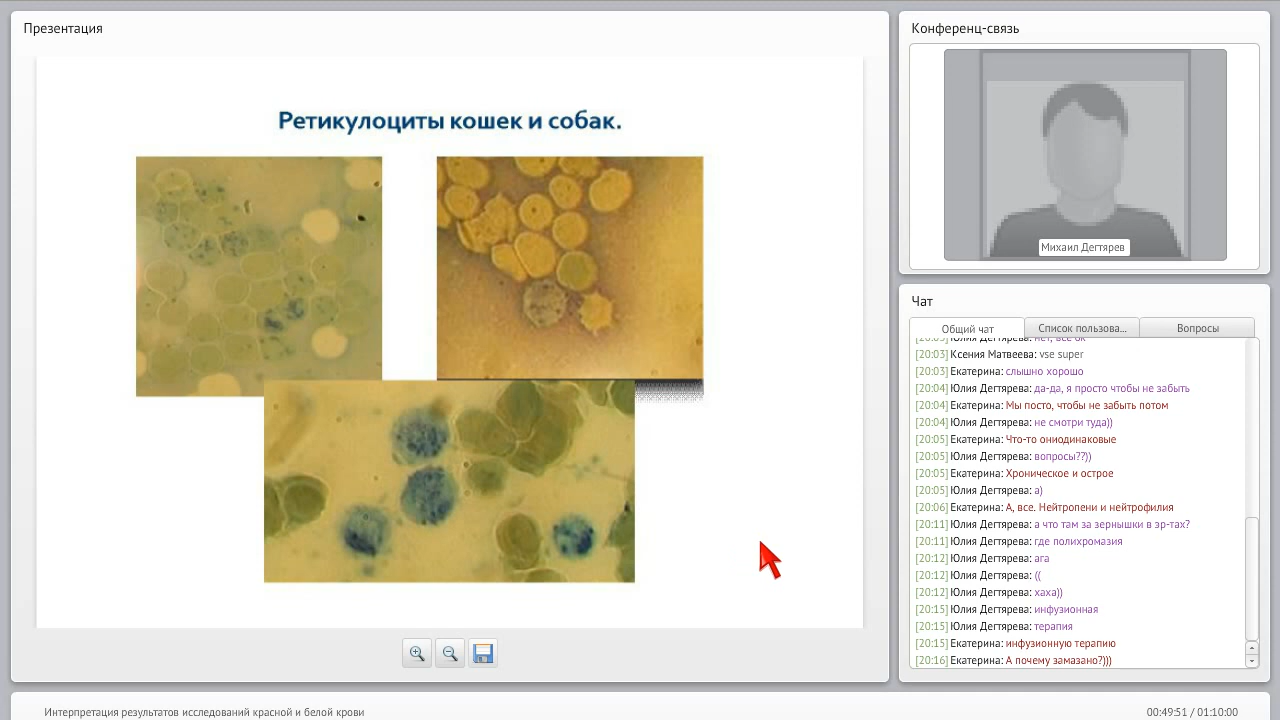 Презентация
Ретикулоциты кошек и собак.
Конференц-связь
Михаил Дегтярев
Чат
Общий чат
Список пользова...
Вопросы
[20:03] Юлия Дегтярева: нет, все ок
[20:03] Ксения Матвеева: vse super
[20:03] Екатерина: слышно хорошо
[20:04] Юлия Дегтярева: да-да, я просто чтобы не забыть
[20:04] Екатерина: Мы посто, чтобы не забыть потом
[20:04] Юлия Дегтярева: не смотри туда))
[20:05] Екатерина: Что-то ониодинаковые
[20:05] Юлия Дегтярева: вопросы??))
[20:05] Екатерина: Хроническое и острое
[20:05] Юлия Дегтярева: а)
[20:06] Екатерина: А, все. Нейтропени и нейтрофилия
[20:11] Юлия Дегтярева: а что там за зернышки в эр-тах?
[20:11] Юлия Дегтярева: где полихромазия
[20:12] Юлия Дегтярева: ага
[20:12] Юлия Дегтярева: ((
[20:12] Юлия Дегтярева: хаха))
[20:15] Юлия Дегтярева: инфузионная
[20:15] Юлия Дегтярева: терапия
[20:15] Екатерина: инфузионную терапию
[20:16] Екатерина: А почему замазано?)))
Интерпретация результатов исследований красной и белой крови
00:49:51 / 01:10:00